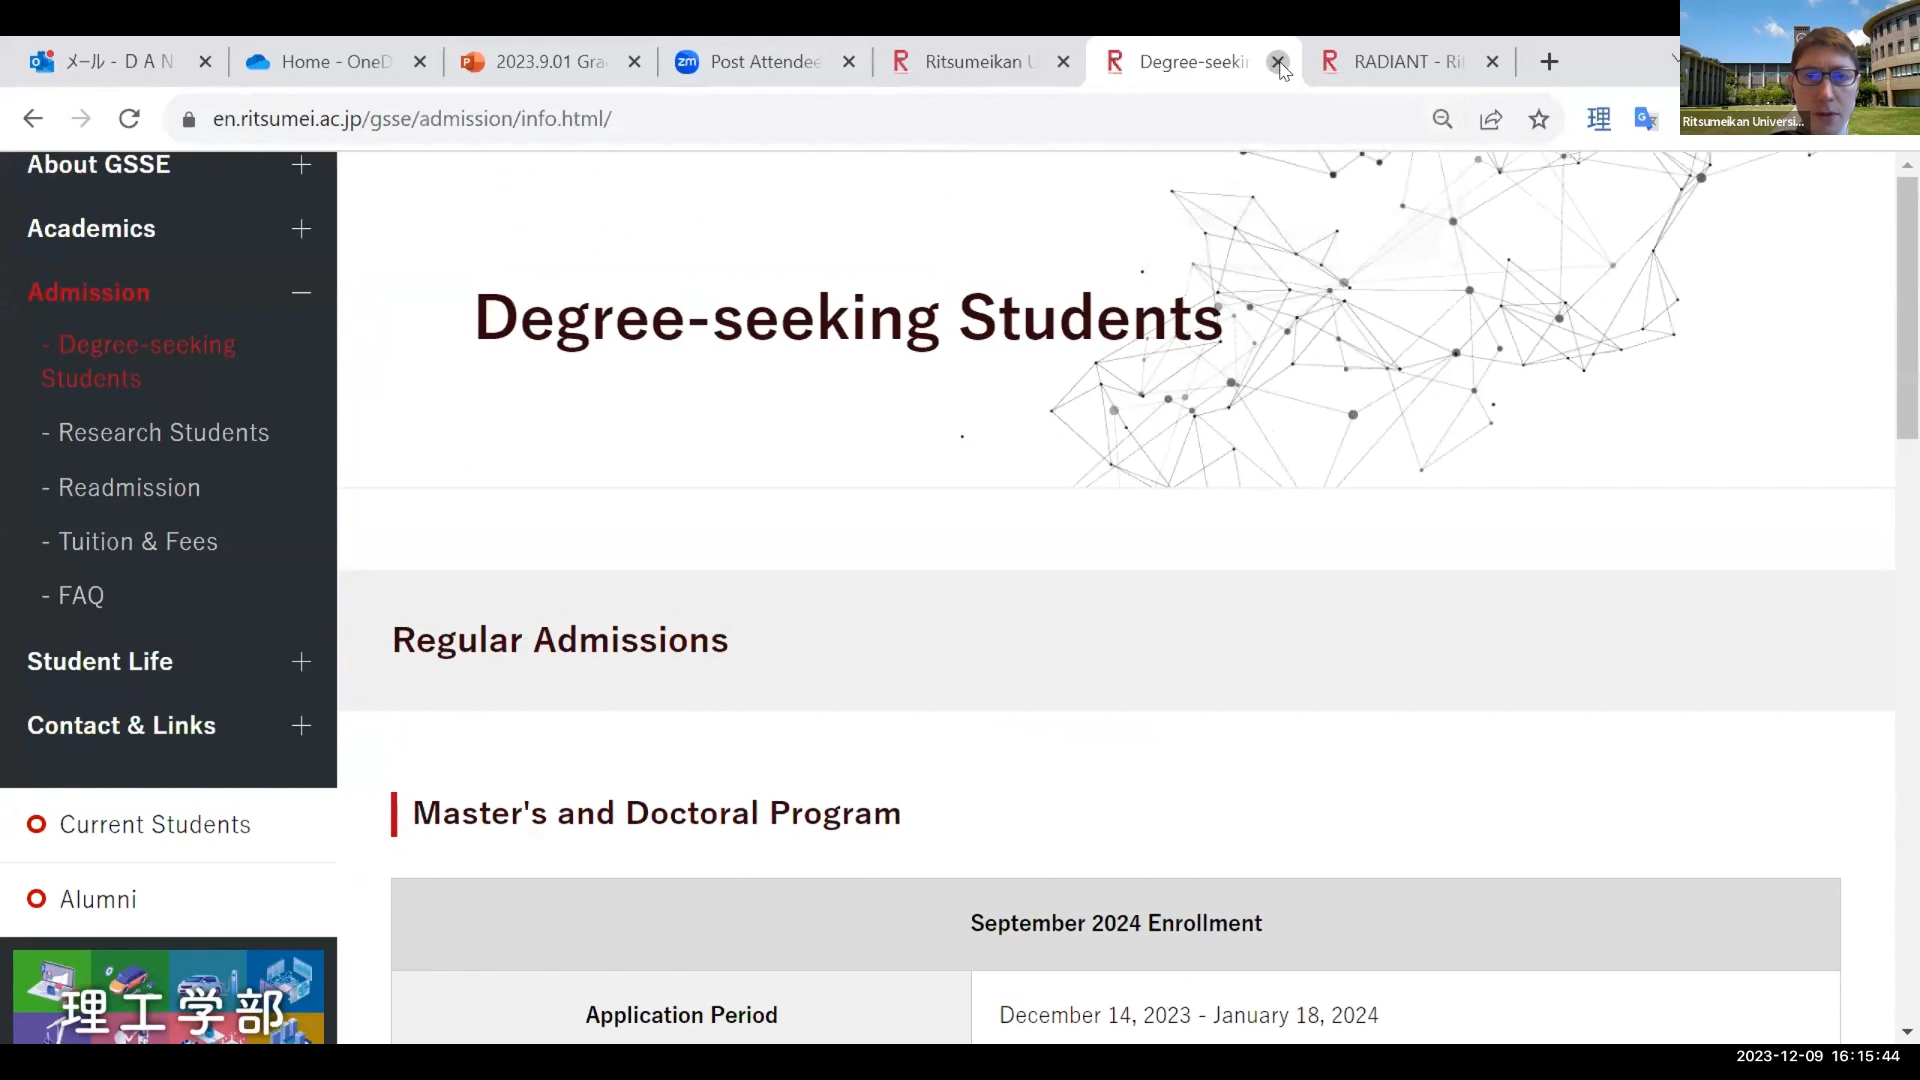 メール - D A N
Home - OneD
2023.9.01 Gra
Post Attendee
Ritsumeikan U
Degree-seekin
RADIANT - Rit
en.ritsumei.ac.jp/gsse/admission/info.html/
理
Ritsumeikan Universi...
About GSSE
Academics
Admission
- Degree-seeking
Students
- Research Students
- Readmission
- Tuition & Fees
- FAQ
Student Life
Contact & Links
Current Students
Alumni
理工学部
Degree-seeking Students
Regular Admissions
Master's and Doctoral Program
September 2024 Enrollment
Application Period
December 14, 2023 - January 18, 2024
2023-12-09 16:15:44